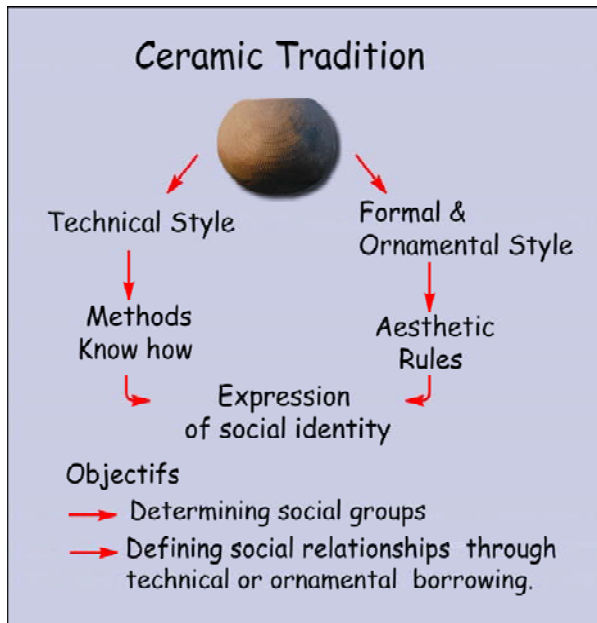 Ceramic Tradition
Technical Style
Formal &
Ornamental Style
Methods
Know how
Aesthetic
Rules
Expression
of social identity
Objectifs
Determining social groups
Defining social relationships through
technical or ornamental borrowing.